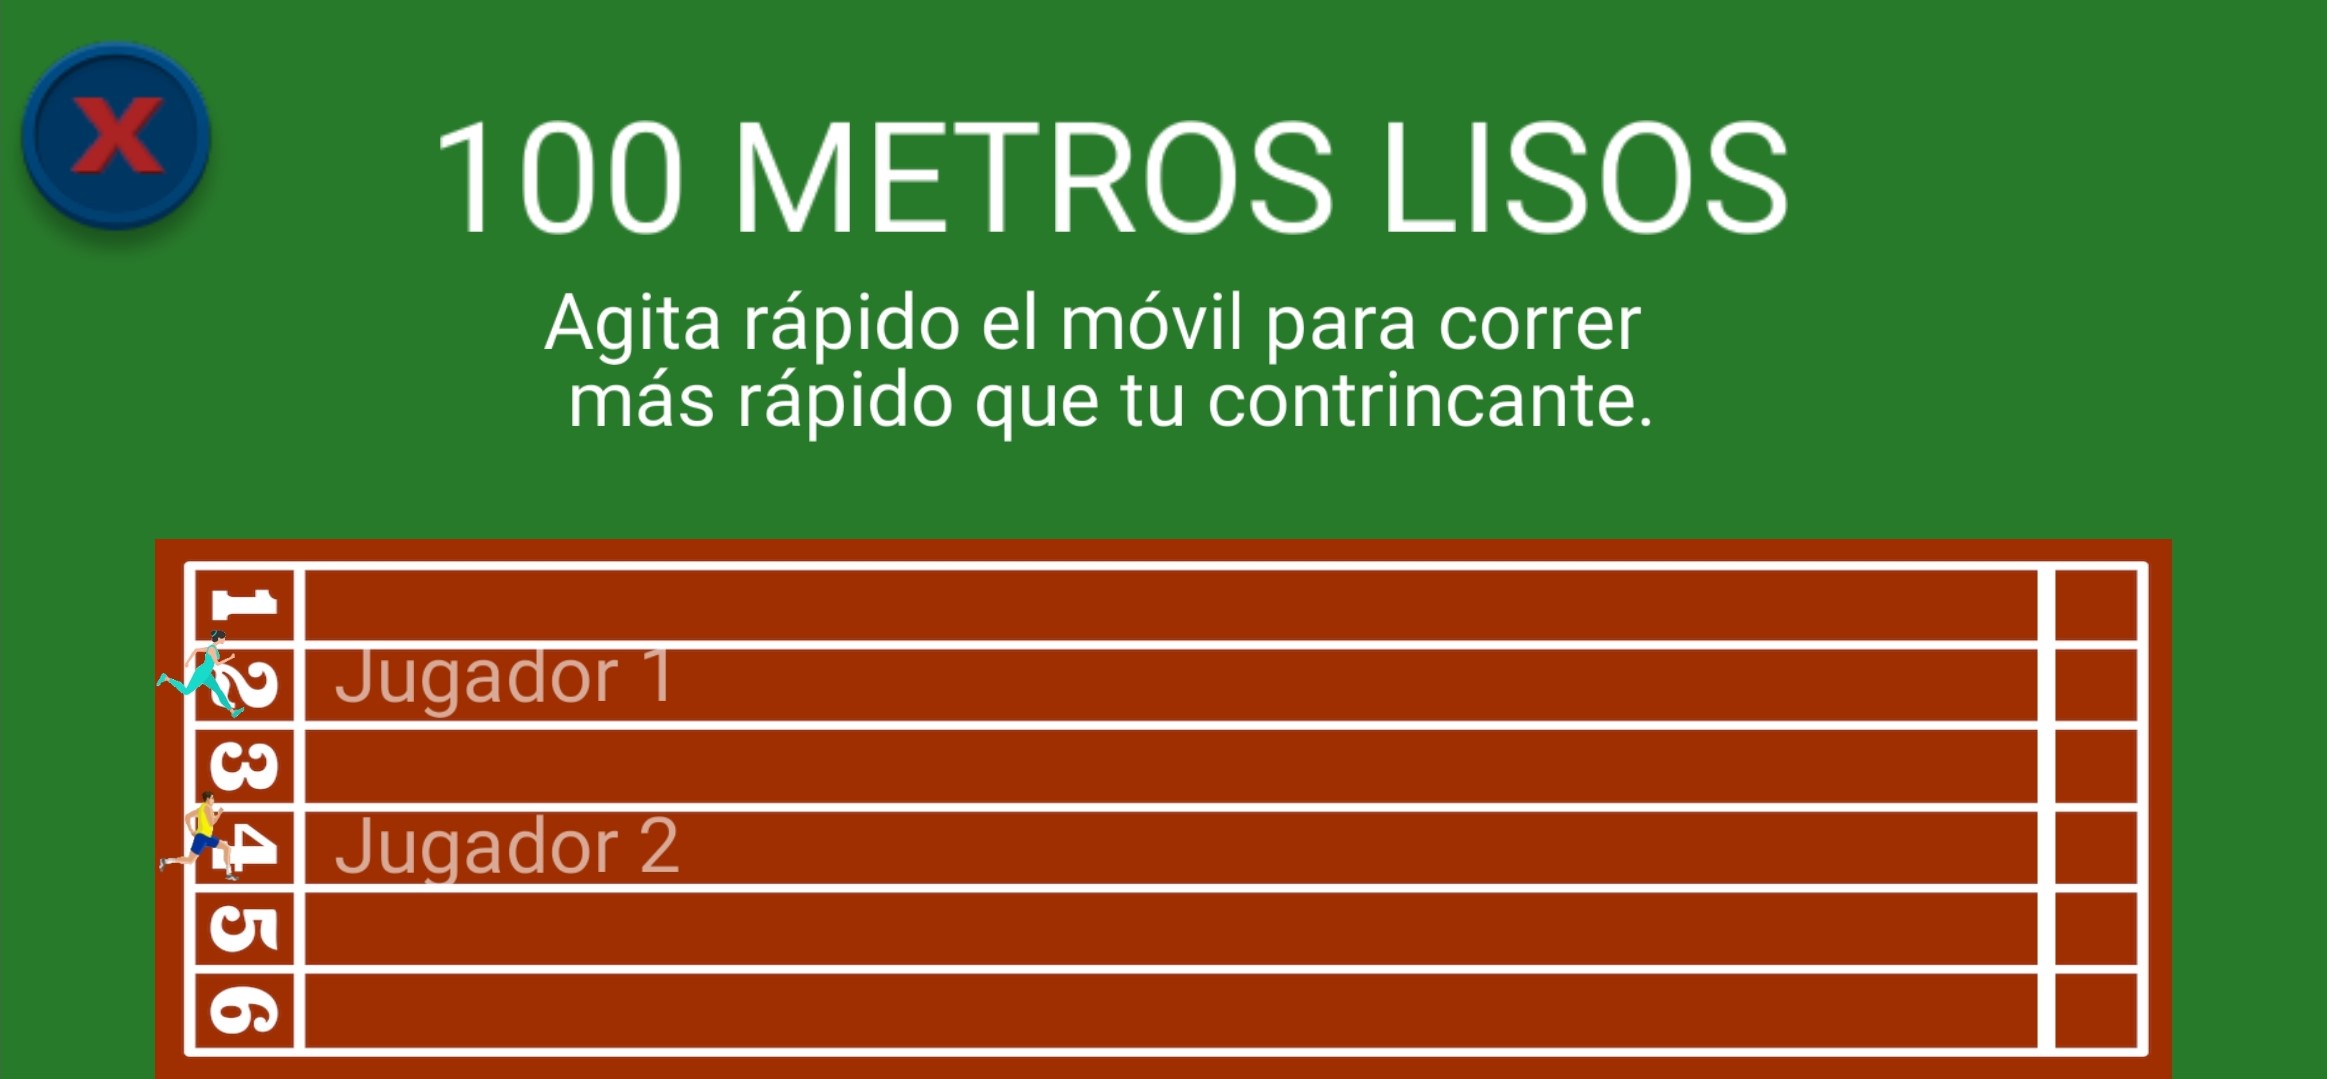 X
100 METROS LISOS
Agita rápido el móvil para correr
más rápido que tu contrincante.
1
2 Jugador 1
3
4 Jugador 2
5
6